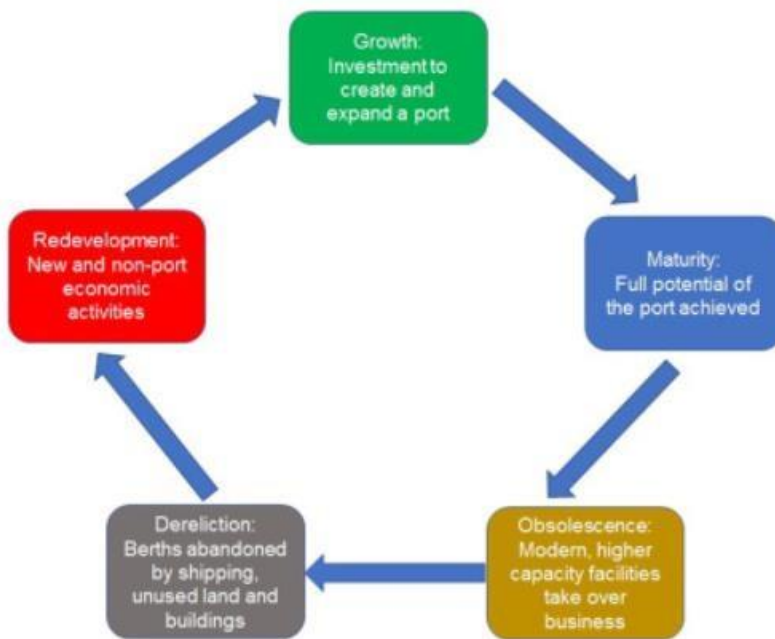 Growth:
Investment to
create and
expand a port
Maturity:
Full potential of
the port achieved
Obsolescence:
Modern, higher
capacity facilities
take over
business
Dereliction:
Berths abandoned
by shipping,
unused land and
buildings
Redevelopment:
New and non-port
economic
activities